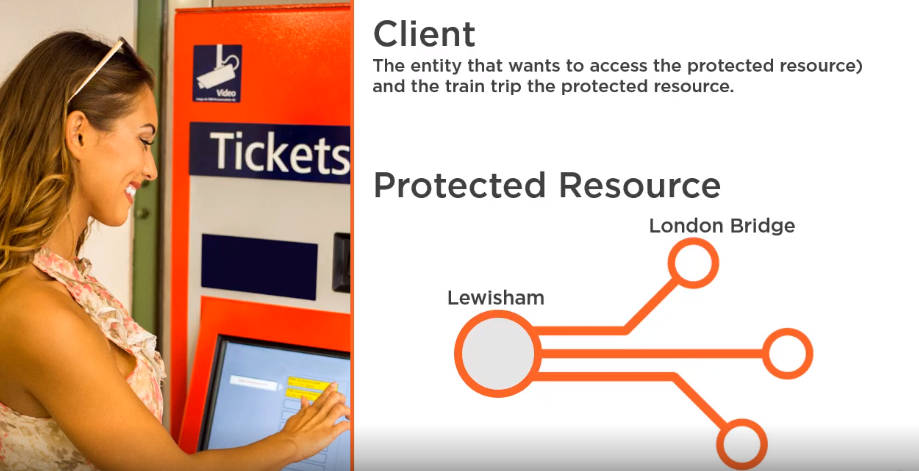 Video
Tickets
Client
The entity that wants to access the protected resource)
and the train trip the protected resource.
Protected Resource
London Bridge
Lewisham